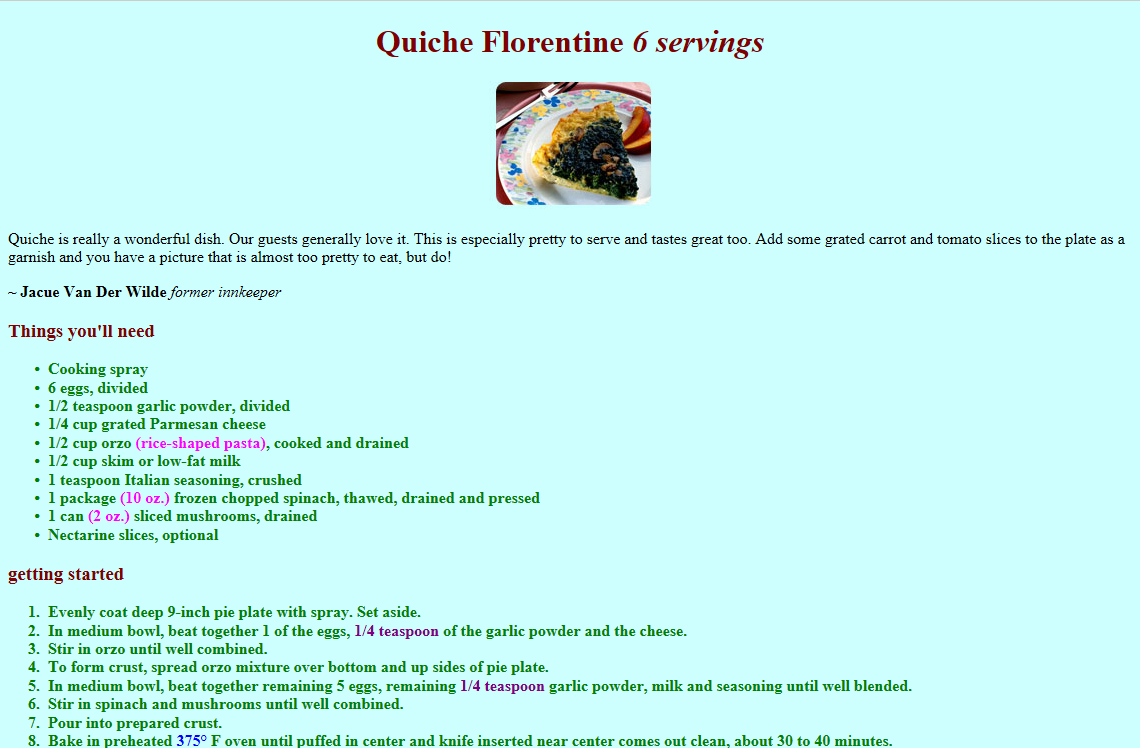 Quiche Florentine 6 servings
Quiche is really a wonderful dish. Our guests generally love it. This is especially pretty to serve and tastes great too. Add some grated carrot and tomato slices to the plate as a
garnish and you have a picture that is almost too pretty to eat, but do!
~ Jacue Van Der Wilde former innkeeper
Things you'll need
• Cooking spray
• 6 eggs, divided
• 1/2 teaspoon garlic powder, divided
• 1/4 cup grated Parmesan cheese
• 1/2 cup orzo (rice-shaped pasta), cooked and drained
• 1/2 cup skim or low-fat milk
• 1 teaspoon Italian seasoning, crushed
• 1 package (10 oz.) frozen chopped spinach, thawed, drained and pressed
• 1 can (2 oz.) sliced mushrooms, drained
• Nectarine slices, optional
getting started
1. Evenly coat deep 9-inch pie plate with spray. Set aside.
2. In medium bowl, beat together 1 of the eggs, 1/4 teaspoon of the garlic powder and the cheese.
3. Stir in orzo until well combined.
4. To form crust, spread orzo mixture over bottom and up sides of pie plate.
5. In medium bowl, beat together remaining 5 eggs, remaining 1/4 teaspoon garlic powder, milk and seasoning until well blended.
6. Stir in spinach and mushrooms until well combined.
7. Pour into prepared crust.
8. Bake in preheated 375° F oven until puffed in center and knife inserted near center comes out clean, about 30 to 40 minutes.